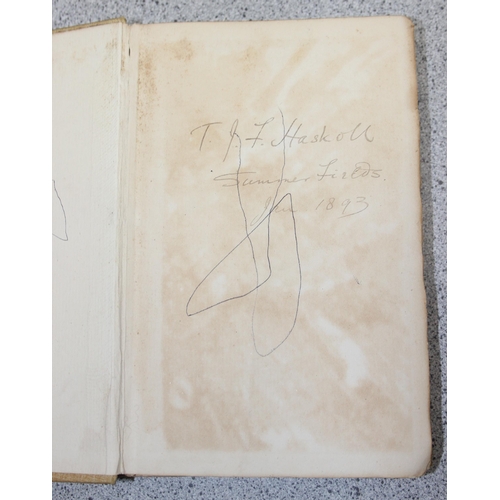 T. J. F. Haskoll
Summer Fields.
Jan 1893